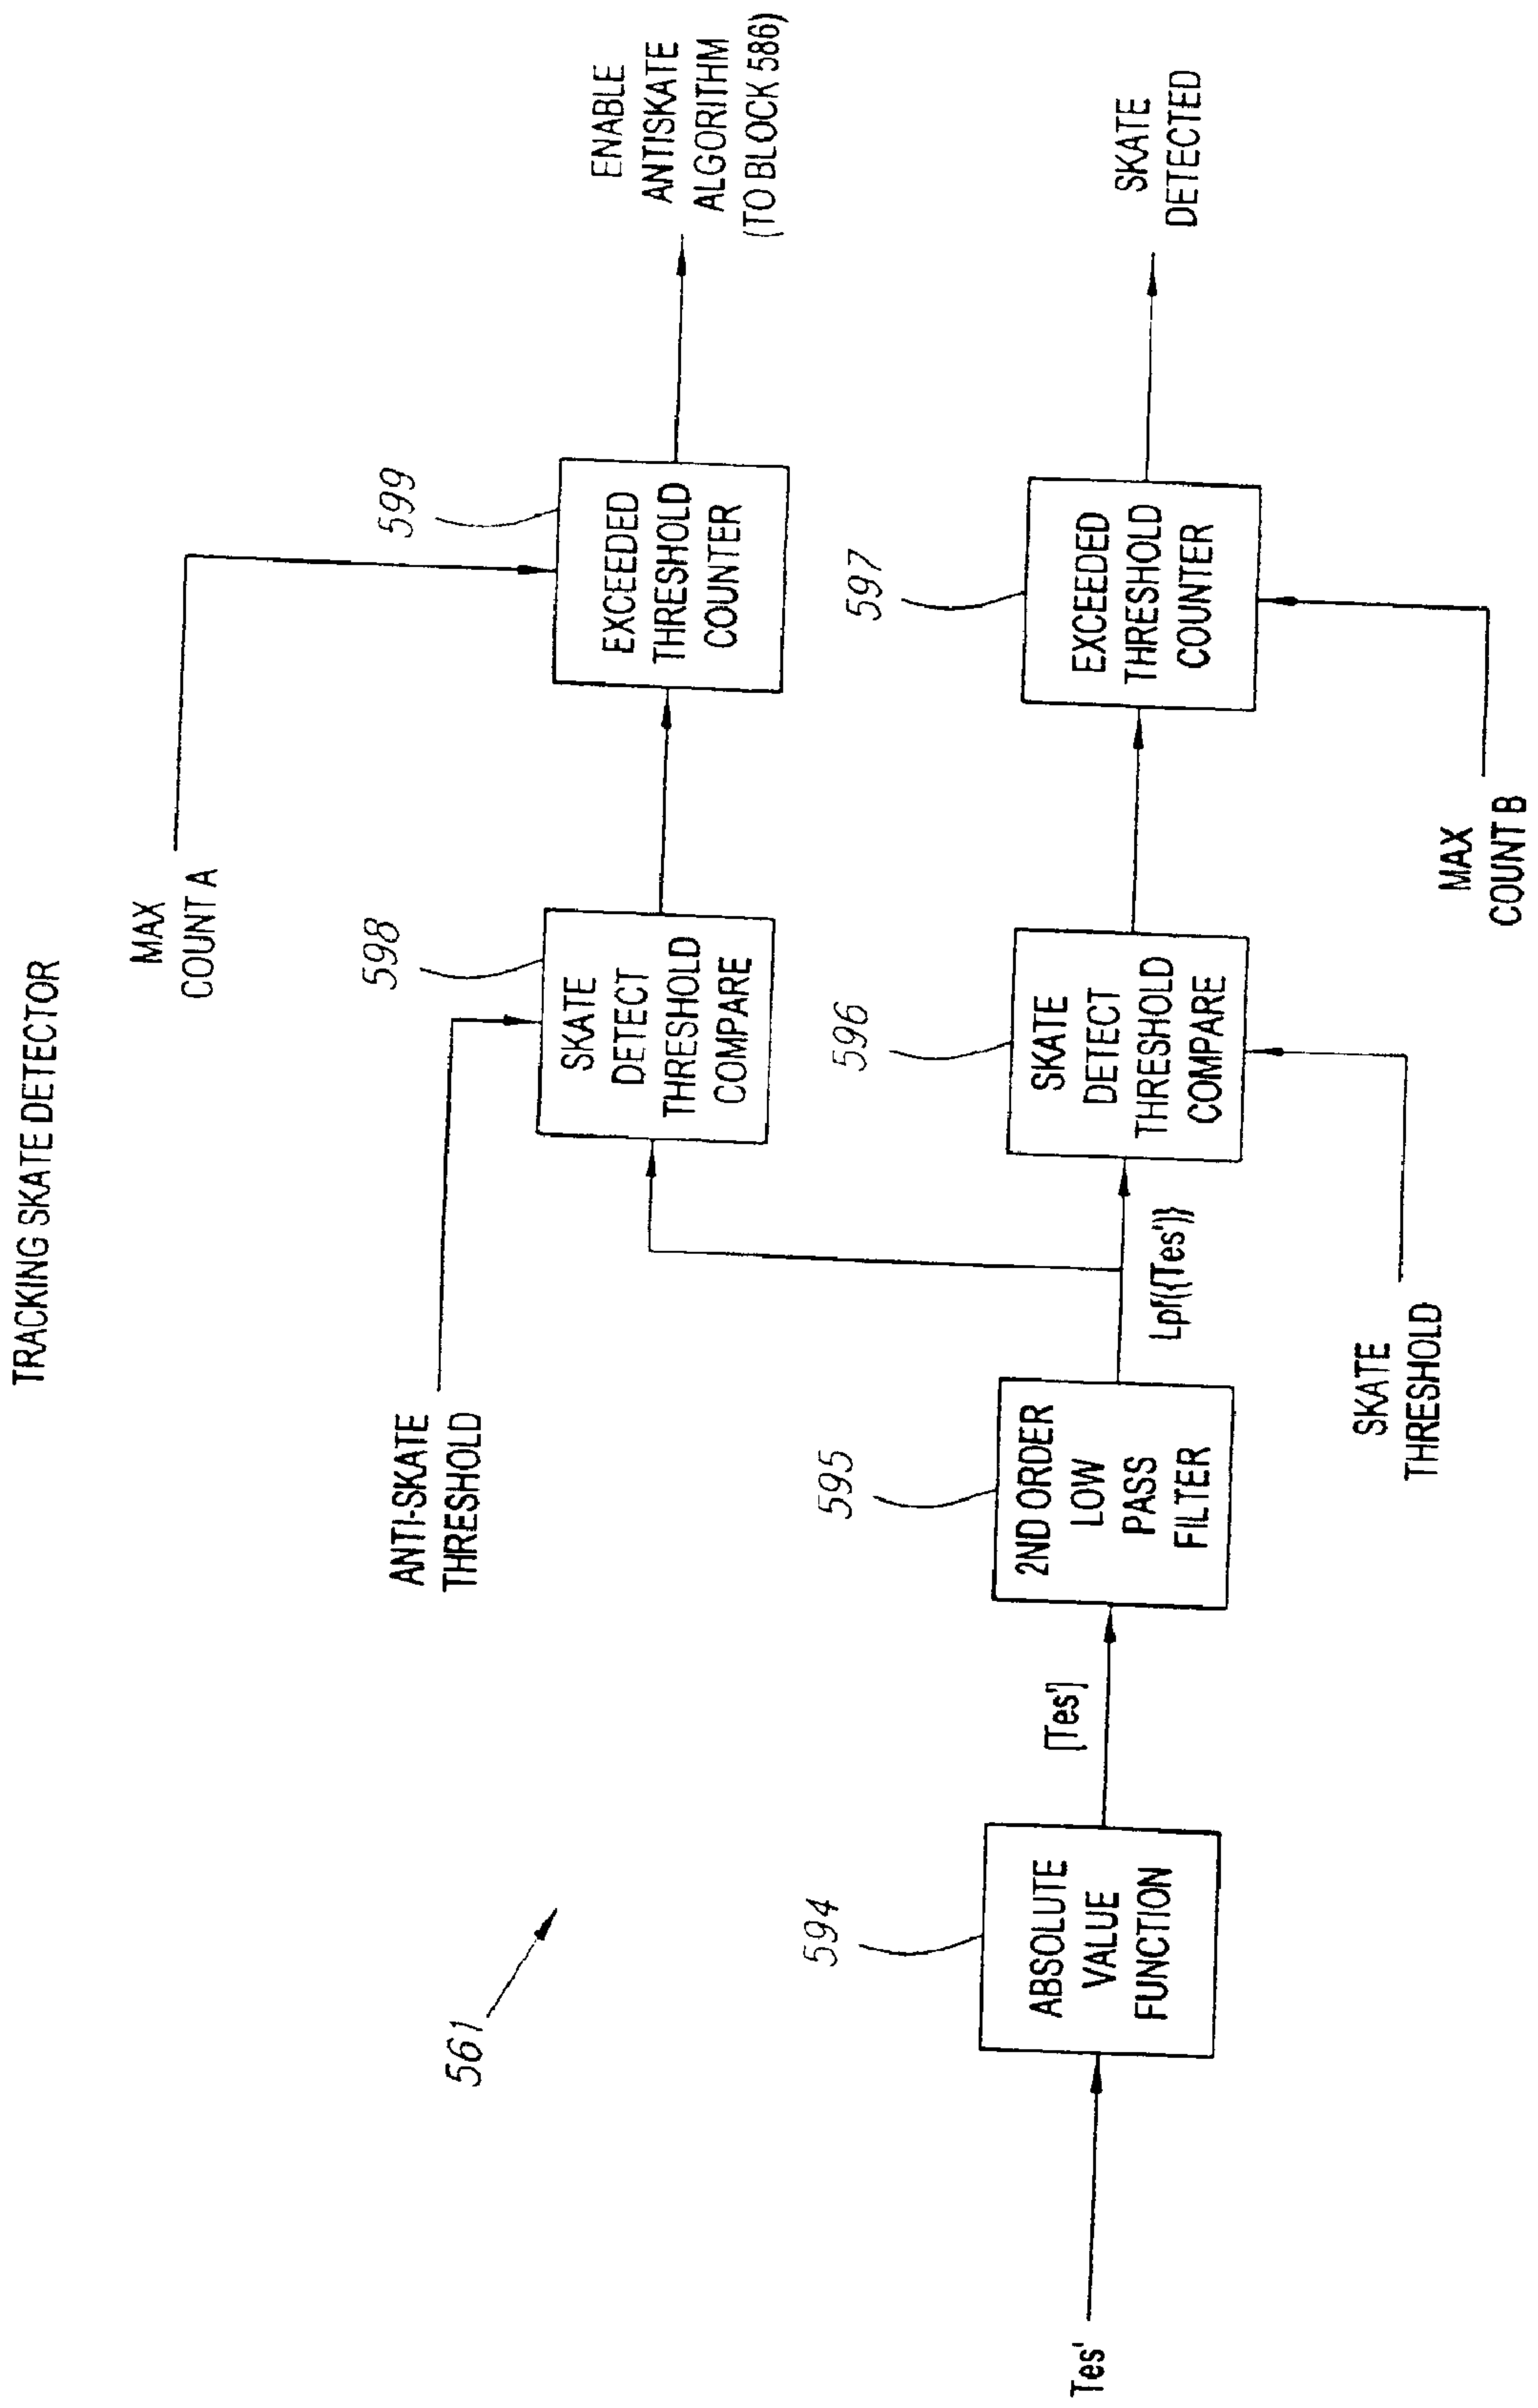 TRACKING SKATE DETECTOR
MAX
COUNT A
ANTI-SKATE
THRESHOLD
598
SKATE
DETECT
THRESHOLD
COMPARE
599
EXCEEDED
THRESHOLD
COUNTER
ENABLE
ANTISKATE
ALGORITHM
(TO BLOCK 586)
561
Tes'
594
ABSOLUTE
VALUE
FUNCTION
[Tes']
595
2ND ORDER
LOW
PASS
FILTER
Lpf({Tes')}
596
SKATE
DETECT
THRESHOLD
COMPARE
597
EXCEEDED
THRESHOLD
COUNTER
SKATE
DETECTED
SKATE
THRESHOLD
MAX
COUNT B